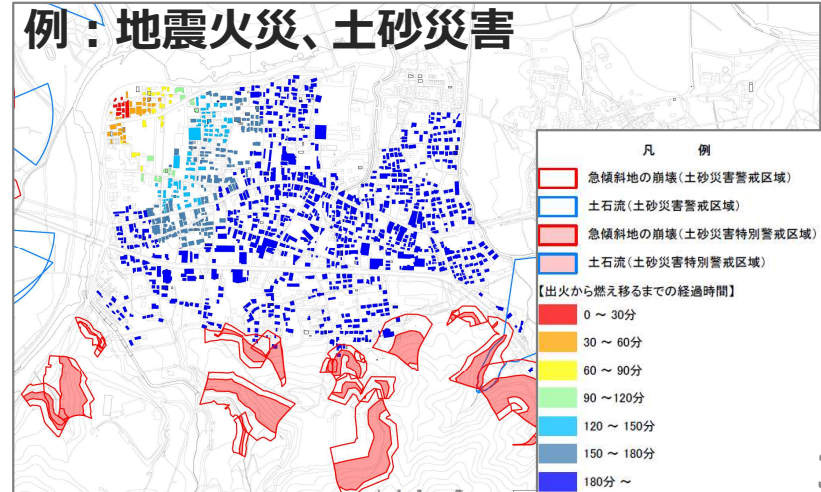 例：地震火災、土砂災害
凡　例
急傾斜地の崩壊（土砂災害警戒区域）
土石流（土砂災害警戒区域）
急傾斜地の崩壊（土砂災害特別警戒区域）
土石流（土砂災害特別警戒区域）
【出火から燃え移るまでの経過時間】
0 ～ 30分
30 ～ 60分
60 ～ 90分
90 ～120分
120 ～ 150分
150 ～ 180分
180分 ～